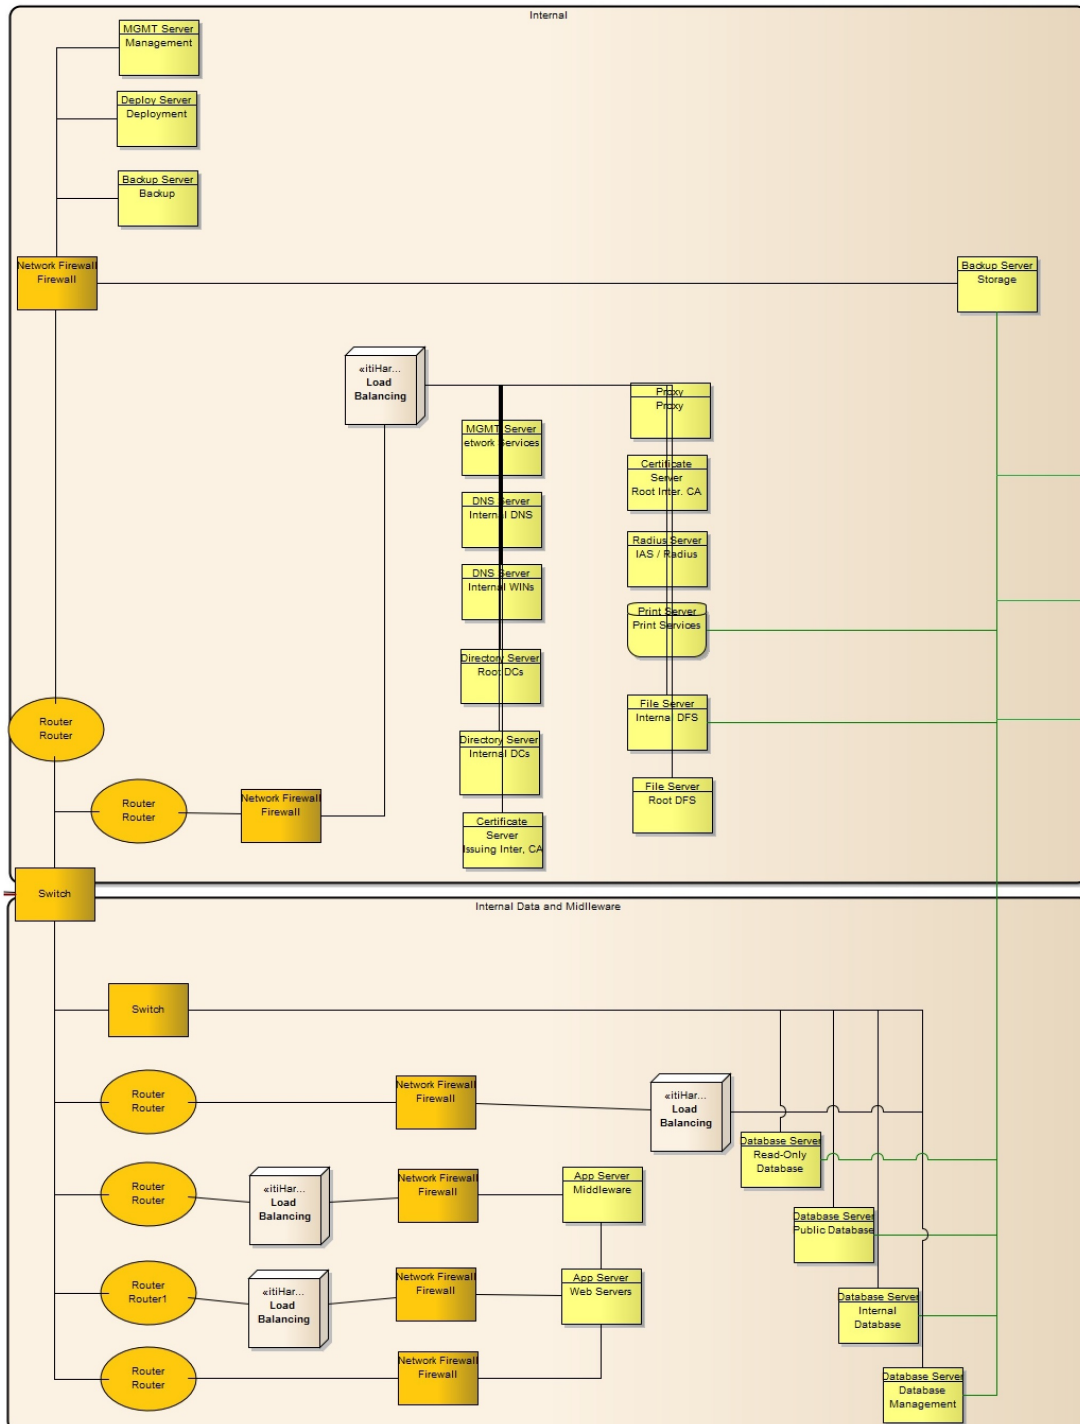 Internal
MGMT Server
Management
Deploy Server
Deployment
Backup Server
Backup
Network Firewall
Firewall
Backup Server
Storage
«itiHar...
Load
Balancing
Proxy
Proxy
MGMT Server
etwork Services
Certificate
Server
Root Inter. CA
DNS Server
Internal DNS
Radius Server
IAS / Radius
DNS Server
Internal WINs
Print Server
Print Services
Directory Server
Root DCs
File Server
Internal DFS
Router
Router
Directory Server
Internal DCs
File Server
Root DFS
Router
Router
Network Firewall
Firewall
Certificate
Server
Issuing Inter, CA
Switch
Internal Data and Midlleware
Switch
Router
Router
Network Firewall
Firewall
«itiHar...
Load
Balancing
Database Server
Read-Only
Database
Router
Router
«itiHar...
Load
Balancing
Network Firewall
Firewall
App Server
Middleware
Database Server
Public Database
Router
Router1
«itiHar...
Load
Balancing
Network Firewall
Firewall
App Server
Web Servers
Database Server
Internal
Database
Router
Router
Network Firewall
Firewall
Database Server
Database
Management